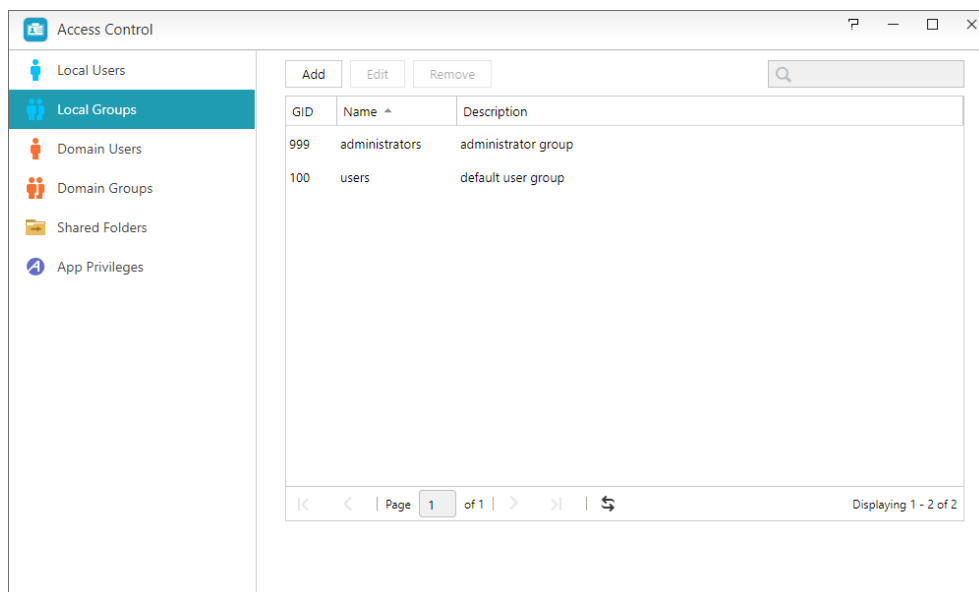 Access Control
Local Users
Local Groups
Domain Users
Domain Groups
Shared Folders
App Privileges
Add Edit Remove
GID Name Description
999 administrators administrator group
100 users default user group
Page 1 of 1 Displaying 1 - 2 of 2